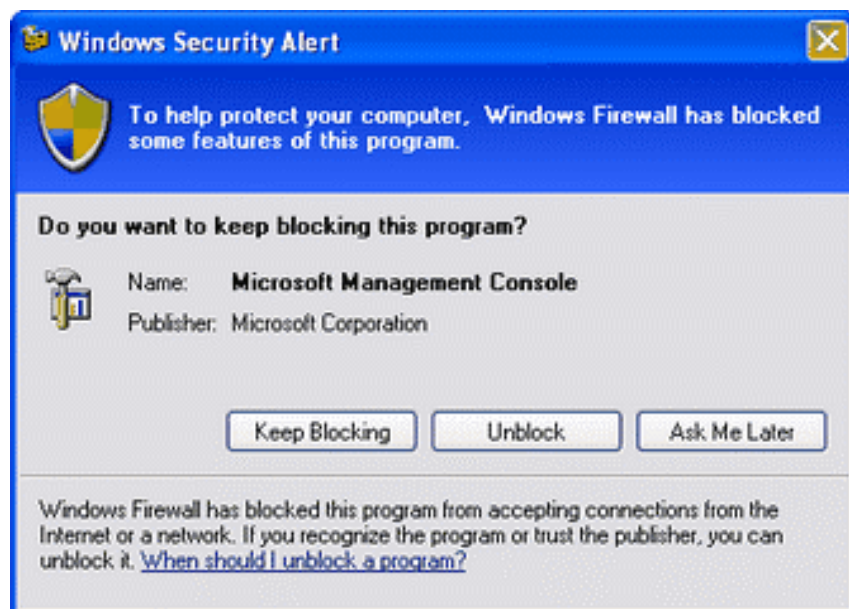 Windows Security Alert
To help protect your computer, Windows Firewall has blocked
some features of this program.
Do you want to keep blocking this program?
Name: Microsoft Management Console
Publisher: Microsoft Corporation
Keep Blocking Unblock Ask Me Later
Windows Firewall has blocked this program from accepting connections from the
Internet or a network. If you recognize the program or trust the publisher, you can
unblock it. When should I unblock a program?